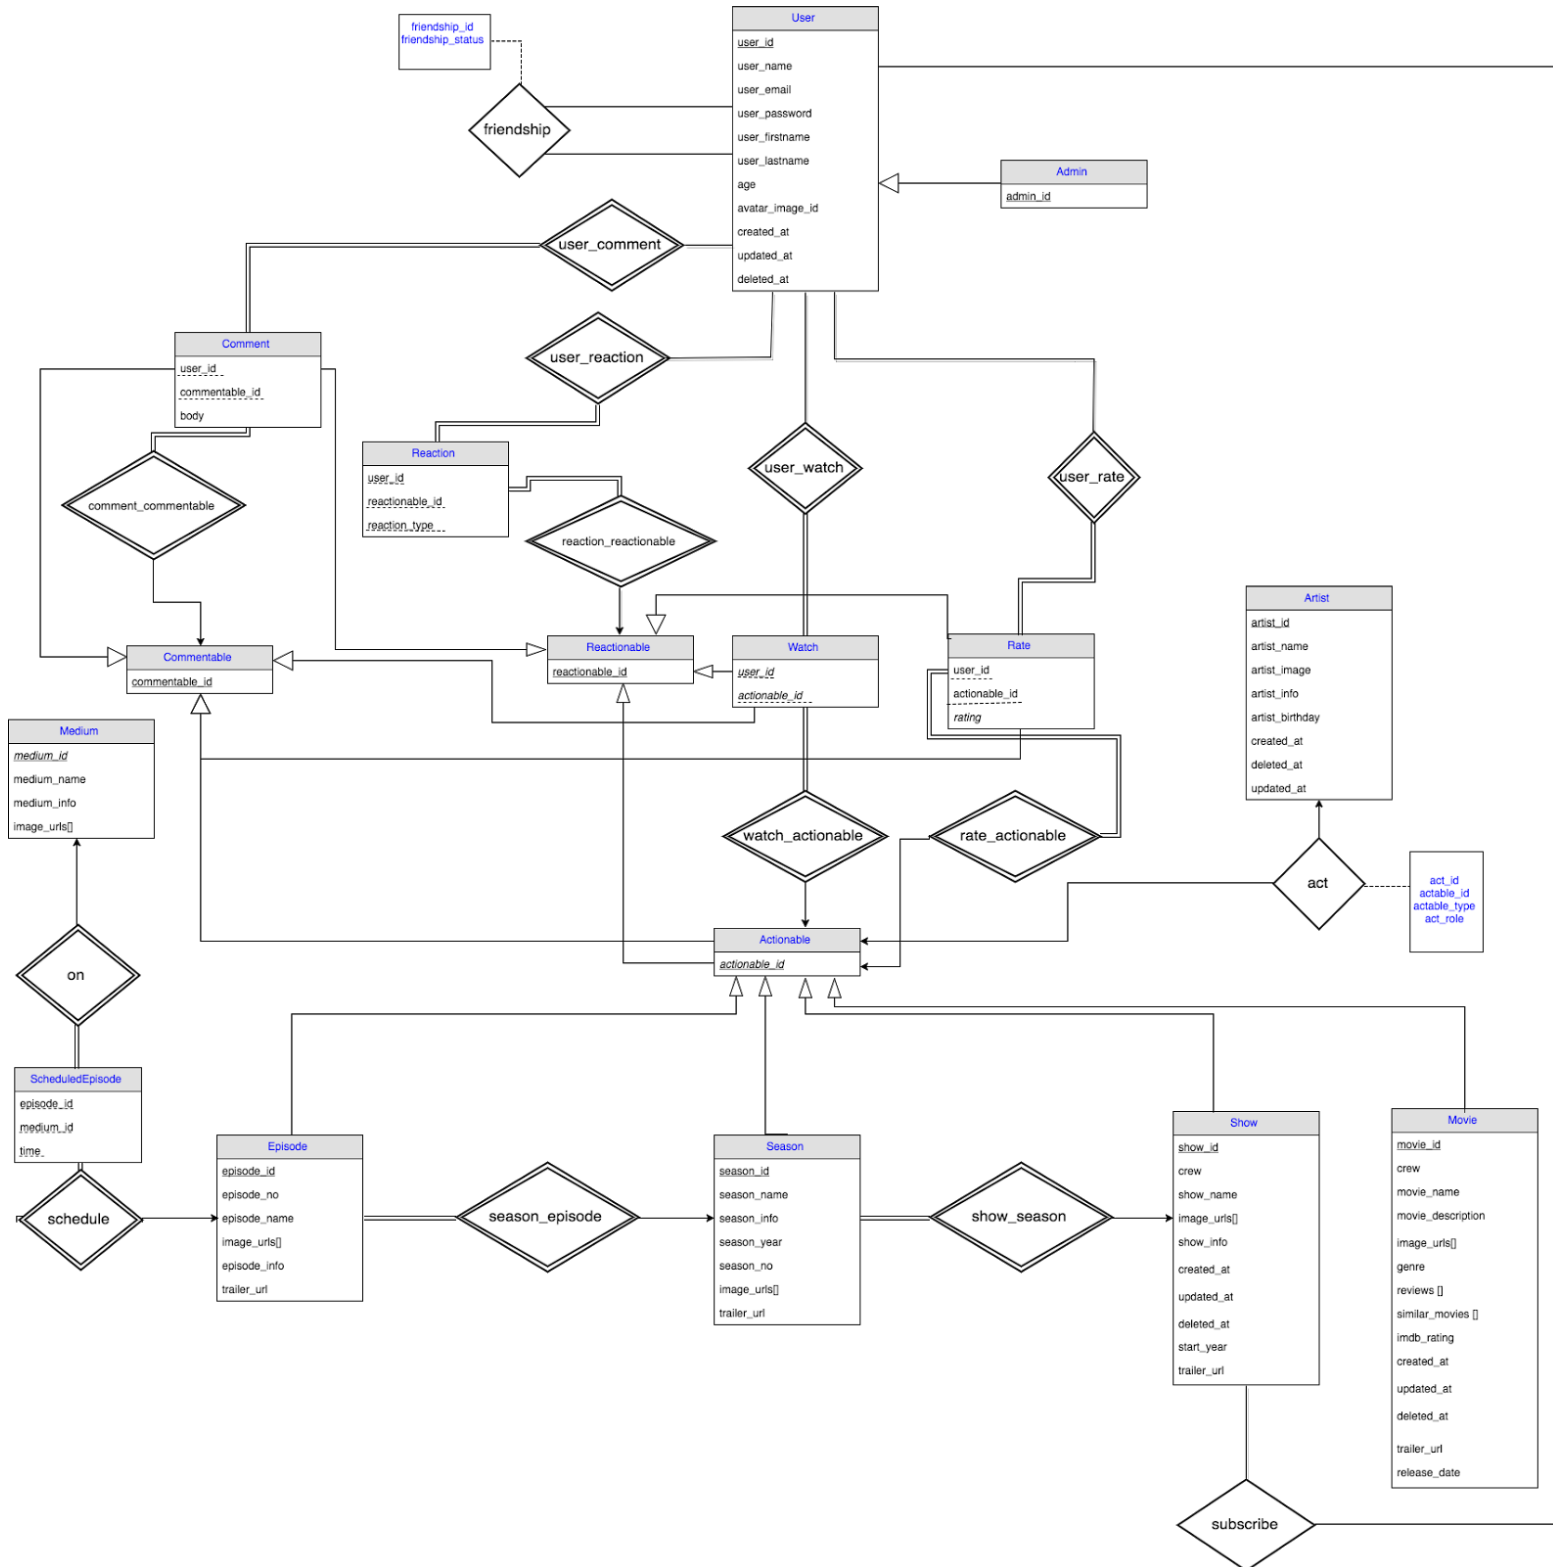 friendship_id
friendship_status
friendship
User
user_id
user_name
user_email
user_password
user_firstname
user_lastname
age
avatar_image_id
created_at
updated_at
deleted_at
Admin
admin_id
user_comment
Comment
user_id
commentable_id
body
user_reaction
Reaction
user_id
reactionable_id
reaction_type
user_watch
user_rate
comment_commentable
reaction_reactionable
Commentable
commentable_id
Reactionable
reactionable_id
Watch
user_id
actionable_id
Rate
user_id
actionable_id
rating
Artist
artist_id
artist_name
artist_image
artist_info
artist_birthday
created_at
deleted_at
updated_at
Medium
medium_id
medium_name
medium_info
image_urls[]
watch_actionable
rate_actionable
act
act_id
actable_id
actable_type
act_role
on
Actionable
actionable_id
ScheduledEpisode
episode_id
medium_id
time
schedule
Episode
episode_id
episode_no
episode_name
image_urls[]
episode_info
trailer_url
season_episode
Season
season_id
season_name
season_info
season_year
season_no
image_urls[]
trailer_url
show_season
Show
show_id
crew
show_name
image_urls[]
show_info
created_at
updated_at
deleted_at
start_year
trailer_url
Movie
movie_id
crew
movie_name
movie_description
image_urls[]
genre
reviews []
similar_movies []
imdb_rating
created_at
updated_at
deleted_at
trailer_url
release_date
subscribe